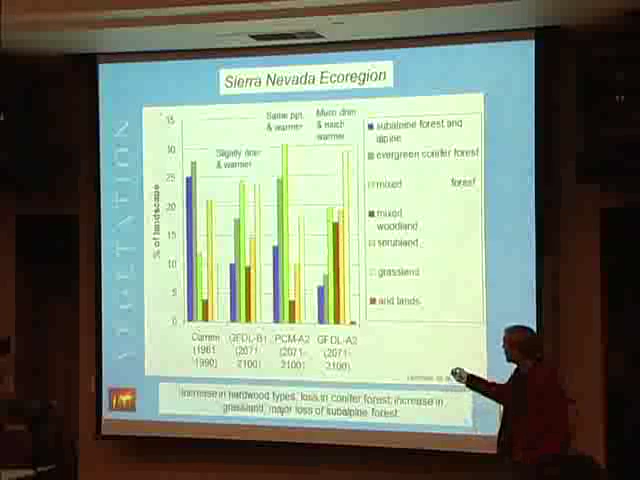 Sierra Nevada Ecoregion
VEGETATION
% of landscape
35
30
25
20
15
10
5
0
Slightly drier
& warmer
Same ppt.
& warmer
Much drier
& much
warmer
Current
(1961
-1990)
GFDL-B1
(2071-
2100)
PCM-A2
(2071-
2100)
GFDL-A2
(2071-
2100)
subalpine forest and
alpine
evergreen conifer forest
mixed forest
mixed
woodland
shrubland
grassland
arid lands
Increase in hardwood types, loss in conifer forest; increase in
grassland, major loss of subalpine forest